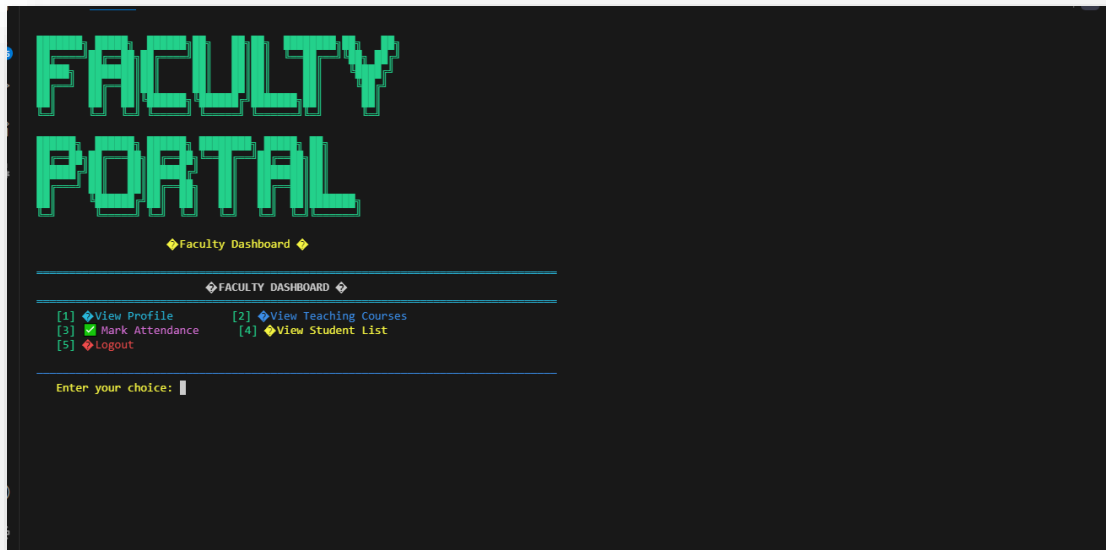 FACULTY
PORTAL
�Faculty Dashboard �
�FACULTY DASHBOARD �
[1] �View Profile [2] �View Teaching Courses
[3] ✅ Mark Attendance [4] �View Student List
[5] �Logout
Enter your choice: